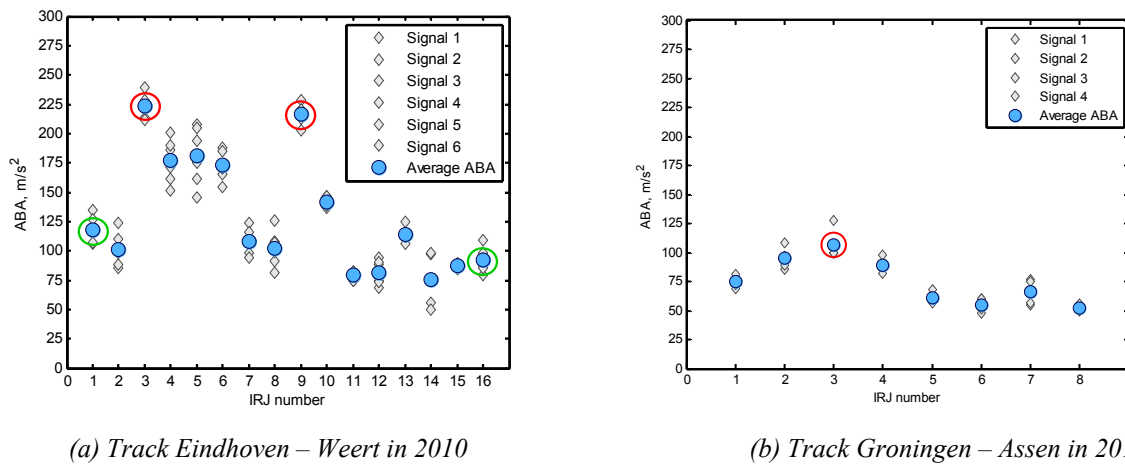 300
275
250
225
200
175
150
125
100
75
50
25
0
ABA, m/s²
0 1 2 3 4 5 6 7 8 9 10 11 12 13 14 15 16
IRJ number
Signal 1
Signal 2
Signal 3
Signal 4
Signal 5
Signal 6
Average ABA
(a) Track Eindhoven – Weert in 2010
300
275
250
225
200
175
150
125
100
75
50
25
0
ABA, m/s²
0 1 2 3 4 5 6 7 8
IRJ number
Signal 1
Signal 2
Signal 3
Signal 4
Average ABA
(b) Track Groningen – Assen in